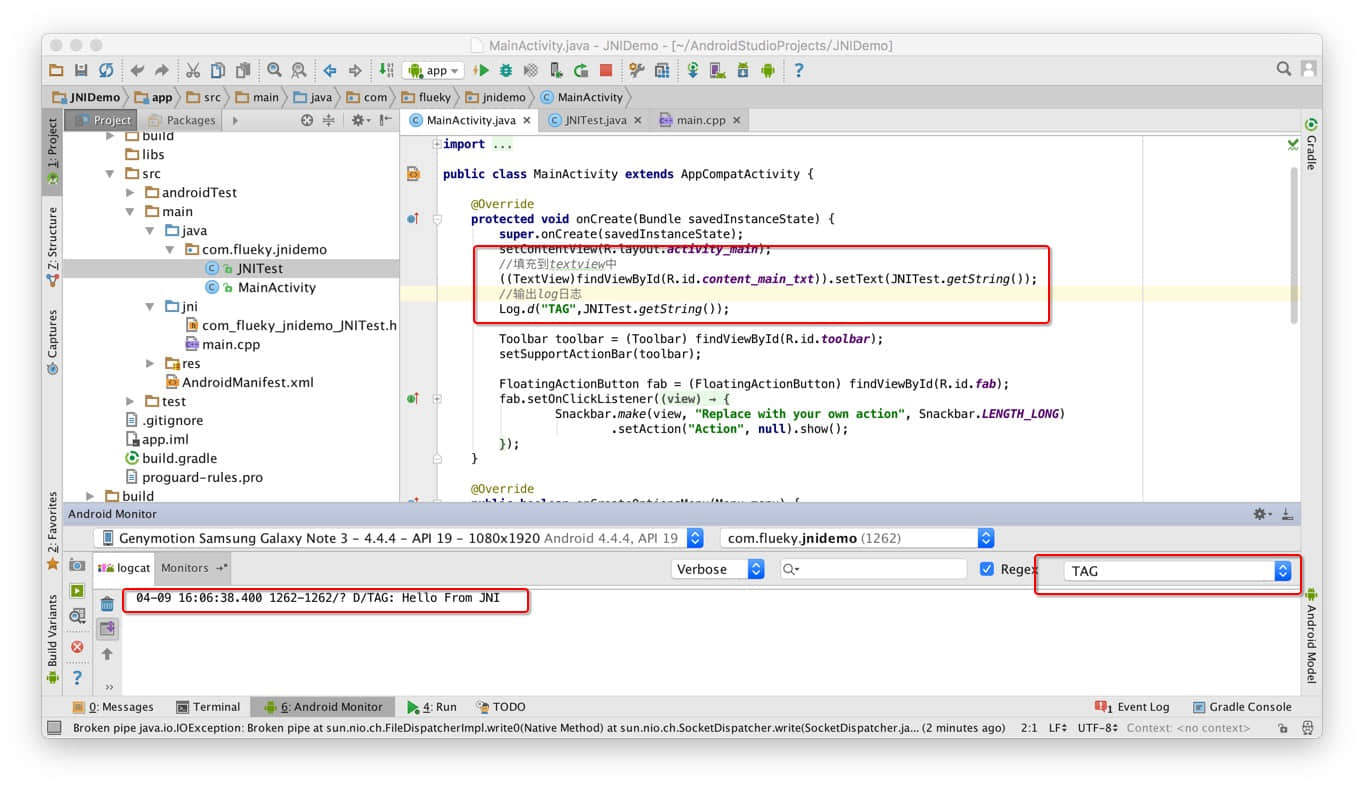 MainActivity.java - JNIDemo - [~/AndroidStudioProjects/JNIDemo]
app
JNIDemo app src main java com flueky jnidemo MainActivity
1: Project
Z: Structure
Captures
2: Favorites
Build Variants
Project Packages
build
libs
src
androidTest
main
java
com.flueky.jnidemo
JNITest
MainActivity
jni
com_flueky_jnidemo_JNITest.h
main.cpp
res
AndroidManifest.xml
test
.gitignore
app.iml
build.gradle
proguard-rules.pro
build
MainActivity.java JNITest.java main.cpp
import ...
public class MainActivity extends AppCompatActivity {
@Override
protected void onCreate(Bundle savedInstanceState) {
super.onCreate(savedInstanceState);
setContentView(R.layout.activity_main);
//填充到textview中
((TextView)findViewById(R.id.content_main_txt)).setText(JNITest.getString());
//输出log日志
Log.d("TAG",JNITest.getString());
Toolbar toolbar = (Toolbar) findViewById(R.id.toolbar);
setSupportActionBar(toolbar);
FloatingActionButton fab = (FloatingActionButton) findViewById(R.id.fab);
fab.setOnClickListener((view) → {
Snackbar.make(view, "Replace with your own action", Snackbar.LENGTH_LONG)
.setAction("Action", null).show();
});
}
@Override
public boolean onCreateOptionsMenu(Menu menu) {
Gradle
Android Model
Android Monitor
Genymotion Samsung Galaxy Note 3 - 4.4.4 - API 19 - 1080x1920 Android 4.4.4, API 19
com.flueky.jnidemo (1262)
logcat Monitors
Verbose
Regex
TAG
04-09 16:06:38.400 1262-1262/? D/TAG: Hello From JNI
0: Messages Terminal 6: Android Monitor 4: Run TODO
1 Event Log Gradle Console
Broken pipe java.io.IOException: Broken pipe at sun.nio.ch.FileDispatcherImpl.write0(Native Method) at sun.nio.ch.SocketDispatcher.write(SocketDispatcher.ja... (2 minutes ago) 2:1 LF UTF-8 Context: <no context>